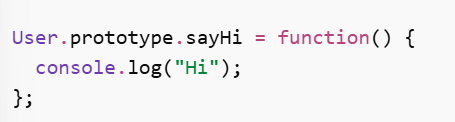 User.prototype.sayHi = function() {
  console.log("Hi");
};